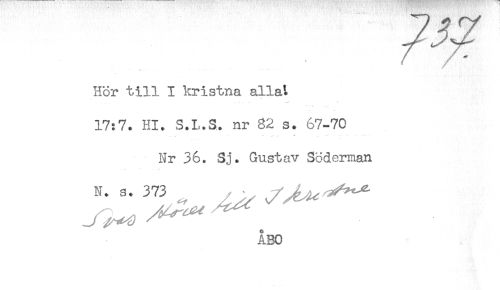 737.
Hör till I kristna alla!
17:7. HI. S.L.S. nr 82 s. 67-70
Nr 36. Sj. Gustav Söderman
N. s. 373
Svas Hörer till I kristne
ÅBO